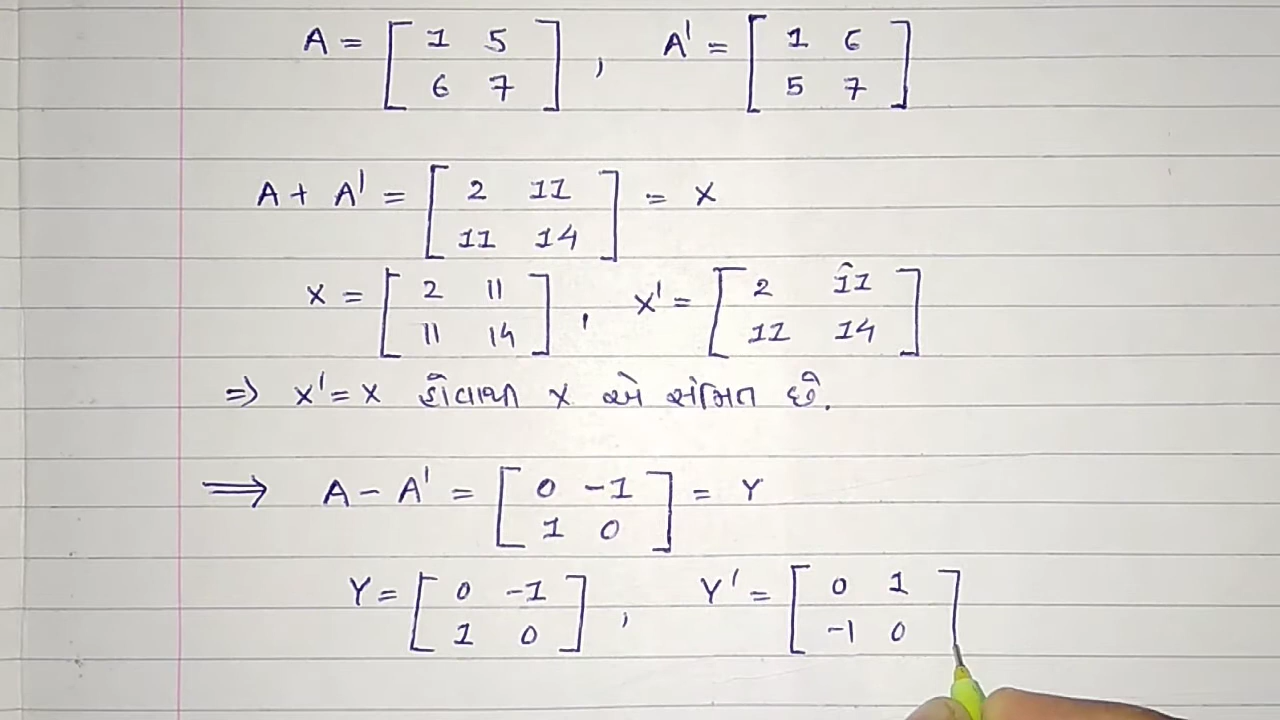 A = [ 1 5 6 7 ] , A' = [ 1 6 5 7 ]
A + A' = [ 2 11 11 14 ] = X
X = [ 2 11 11 14 ] , X' = [ 2 11 11 14 ]
⇒ X' = X હોવાથી X એ સંમિત છે.
⟹ A - A' = [ 0 -1 1 0 ] = Y
Y = [ 0 -1 1 0 ] , Y' = [ 0 1 -1 0 ]